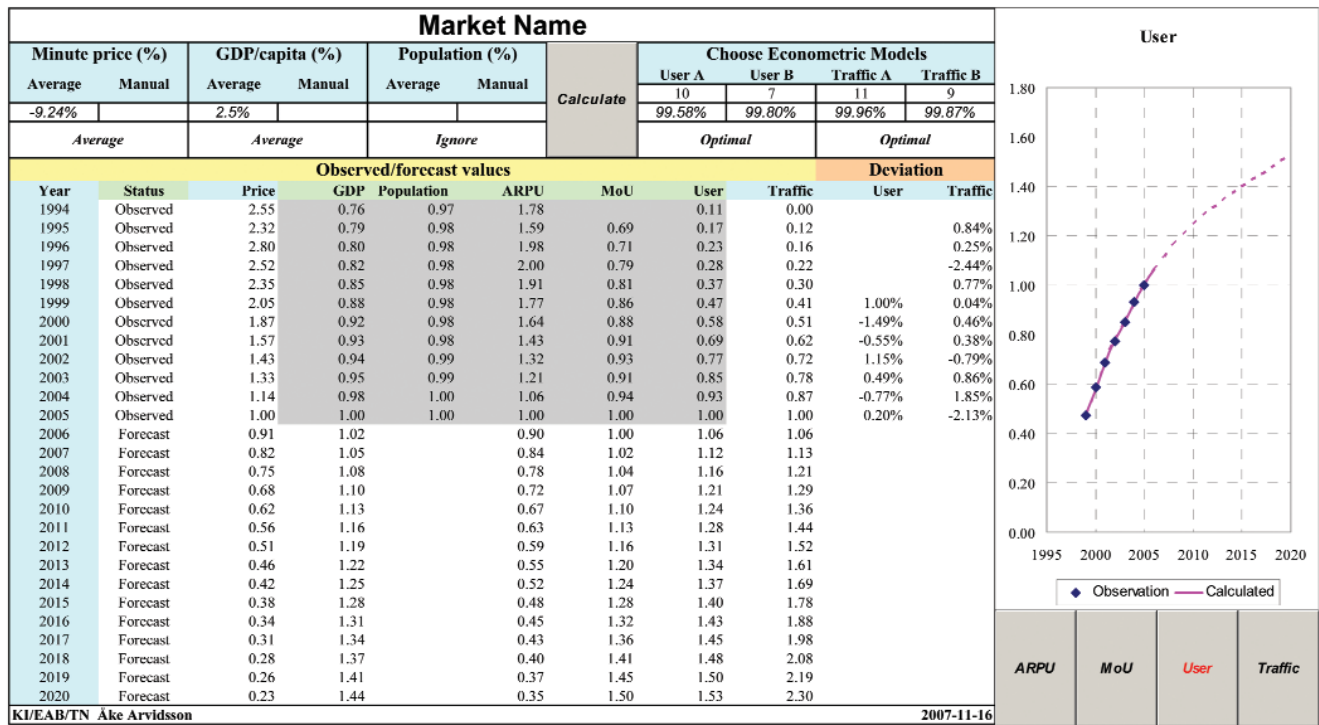 Market Name
Minute price (%) GDP/capita (%) Population (%) Calculate Choose Econometric Models
Average Manual Average Manual Average Manual User A User B Traffic A Traffic B
10 7 11 9
-9.24% 2.5% 99.58% 99.80% 99.96% 99.87%
Average Average Ignore Optimal Optimal
Observed/forecast values Deviation
Year Status Price GDP Population ARPU MoU User Traffic User Traffic
1994 Observed 2.55 0.76 0.97 1.78 0.11 0.00
1995 Observed 2.32 0.79 0.98 1.59 0.69 0.17 0.12 0.84%
1996 Observed 2.80 0.80 0.98 1.98 0.71 0.23 0.16 0.25%
1997 Observed 2.52 0.82 0.98 2.00 0.79 0.28 0.22 -2.44%
1998 Observed 2.35 0.85 0.98 1.91 0.81 0.37 0.30 0.77%
1999 Observed 2.05 0.88 0.98 1.77 0.86 0.47 0.41 1.00% 0.04%
2000 Observed 1.87 0.92 0.98 1.64 0.88 0.58 0.51 -1.49% 0.46%
2001 Observed 1.57 0.93 0.98 1.43 0.91 0.69 0.62 -0.55% 0.38%
2002 Observed 1.43 0.94 0.99 1.32 0.93 0.77 0.72 1.15% -0.79%
2003 Observed 1.33 0.95 0.99 1.21 0.91 0.85 0.78 0.49% 0.86%
2004 Observed 1.14 0.98 1.00 1.06 0.94 0.93 0.87 -0.77% 1.85%
2005 Observed 1.00 1.00 1.00 1.00 1.00 1.00 1.00 0.20% -2.13%
2006 Forecast 0.91 1.02 0.90 1.00 1.06 1.06
2007 Forecast 0.82 1.05 0.84 1.02 1.12 1.13
2008 Forecast 0.75 1.08 0.78 1.04 1.16 1.21
2009 Forecast 0.68 1.10 0.72 1.07 1.21 1.29
2010 Forecast 0.62 1.13 0.67 1.10 1.24 1.36
2011 Forecast 0.56 1.16 0.63 1.13 1.28 1.44
2012 Forecast 0.51 1.19 0.59 1.16 1.31 1.52
2013 Forecast 0.46 1.22 0.55 1.20 1.34 1.61
2014 Forecast 0.42 1.25 0.52 1.24 1.37 1.69
2015 Forecast 0.38 1.28 0.48 1.28 1.40 1.78
2016 Forecast 0.34 1.31 0.45 1.32 1.43 1.88
2017 Forecast 0.31 1.34 0.43 1.36 1.45 1.98
2018 Forecast 0.28 1.37 0.40 1.41 1.48 2.08
2019 Forecast 0.26 1.41 0.37 1.45 1.50 2.19
2020 Forecast 0.23 1.44 0.35 1.50 1.53 2.30
KI/EAB/TN Åke Arvidsson 2007-11-16
User
1.80
1.60
1.40
1.20
1.00
0.80
0.60
0.40
0.20
0.00
1995 2000 2005 2010 2015 2020
Observation Calculated
ARPU MoU User Traffic